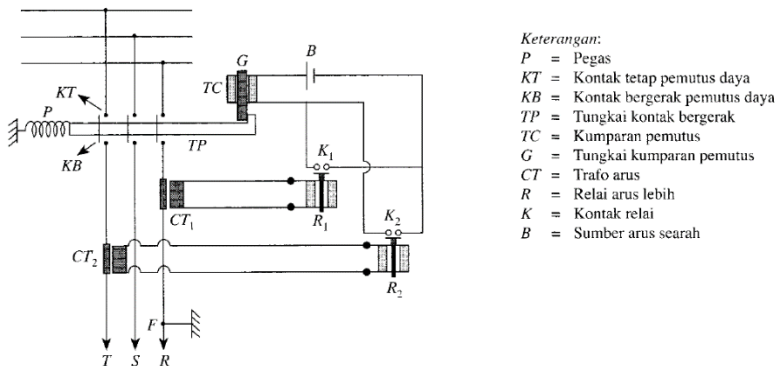 G
B
TC
KT
P
TP
KB
K1
CT1
R1
K2
CT2
R2
F
T S R
Keterangan:
P = Pegas
KT = Kontak tetap pemutus daya
KB = Kontak bergerak pemutus daya
TP = Tungkai kontak bergerak
TC = Kumparan pemutus
G = Tungkai kumparan pemutus
CT = Trafo arus
R = Relai arus lebih
K = Kontak relai
B = Sumber arus searah